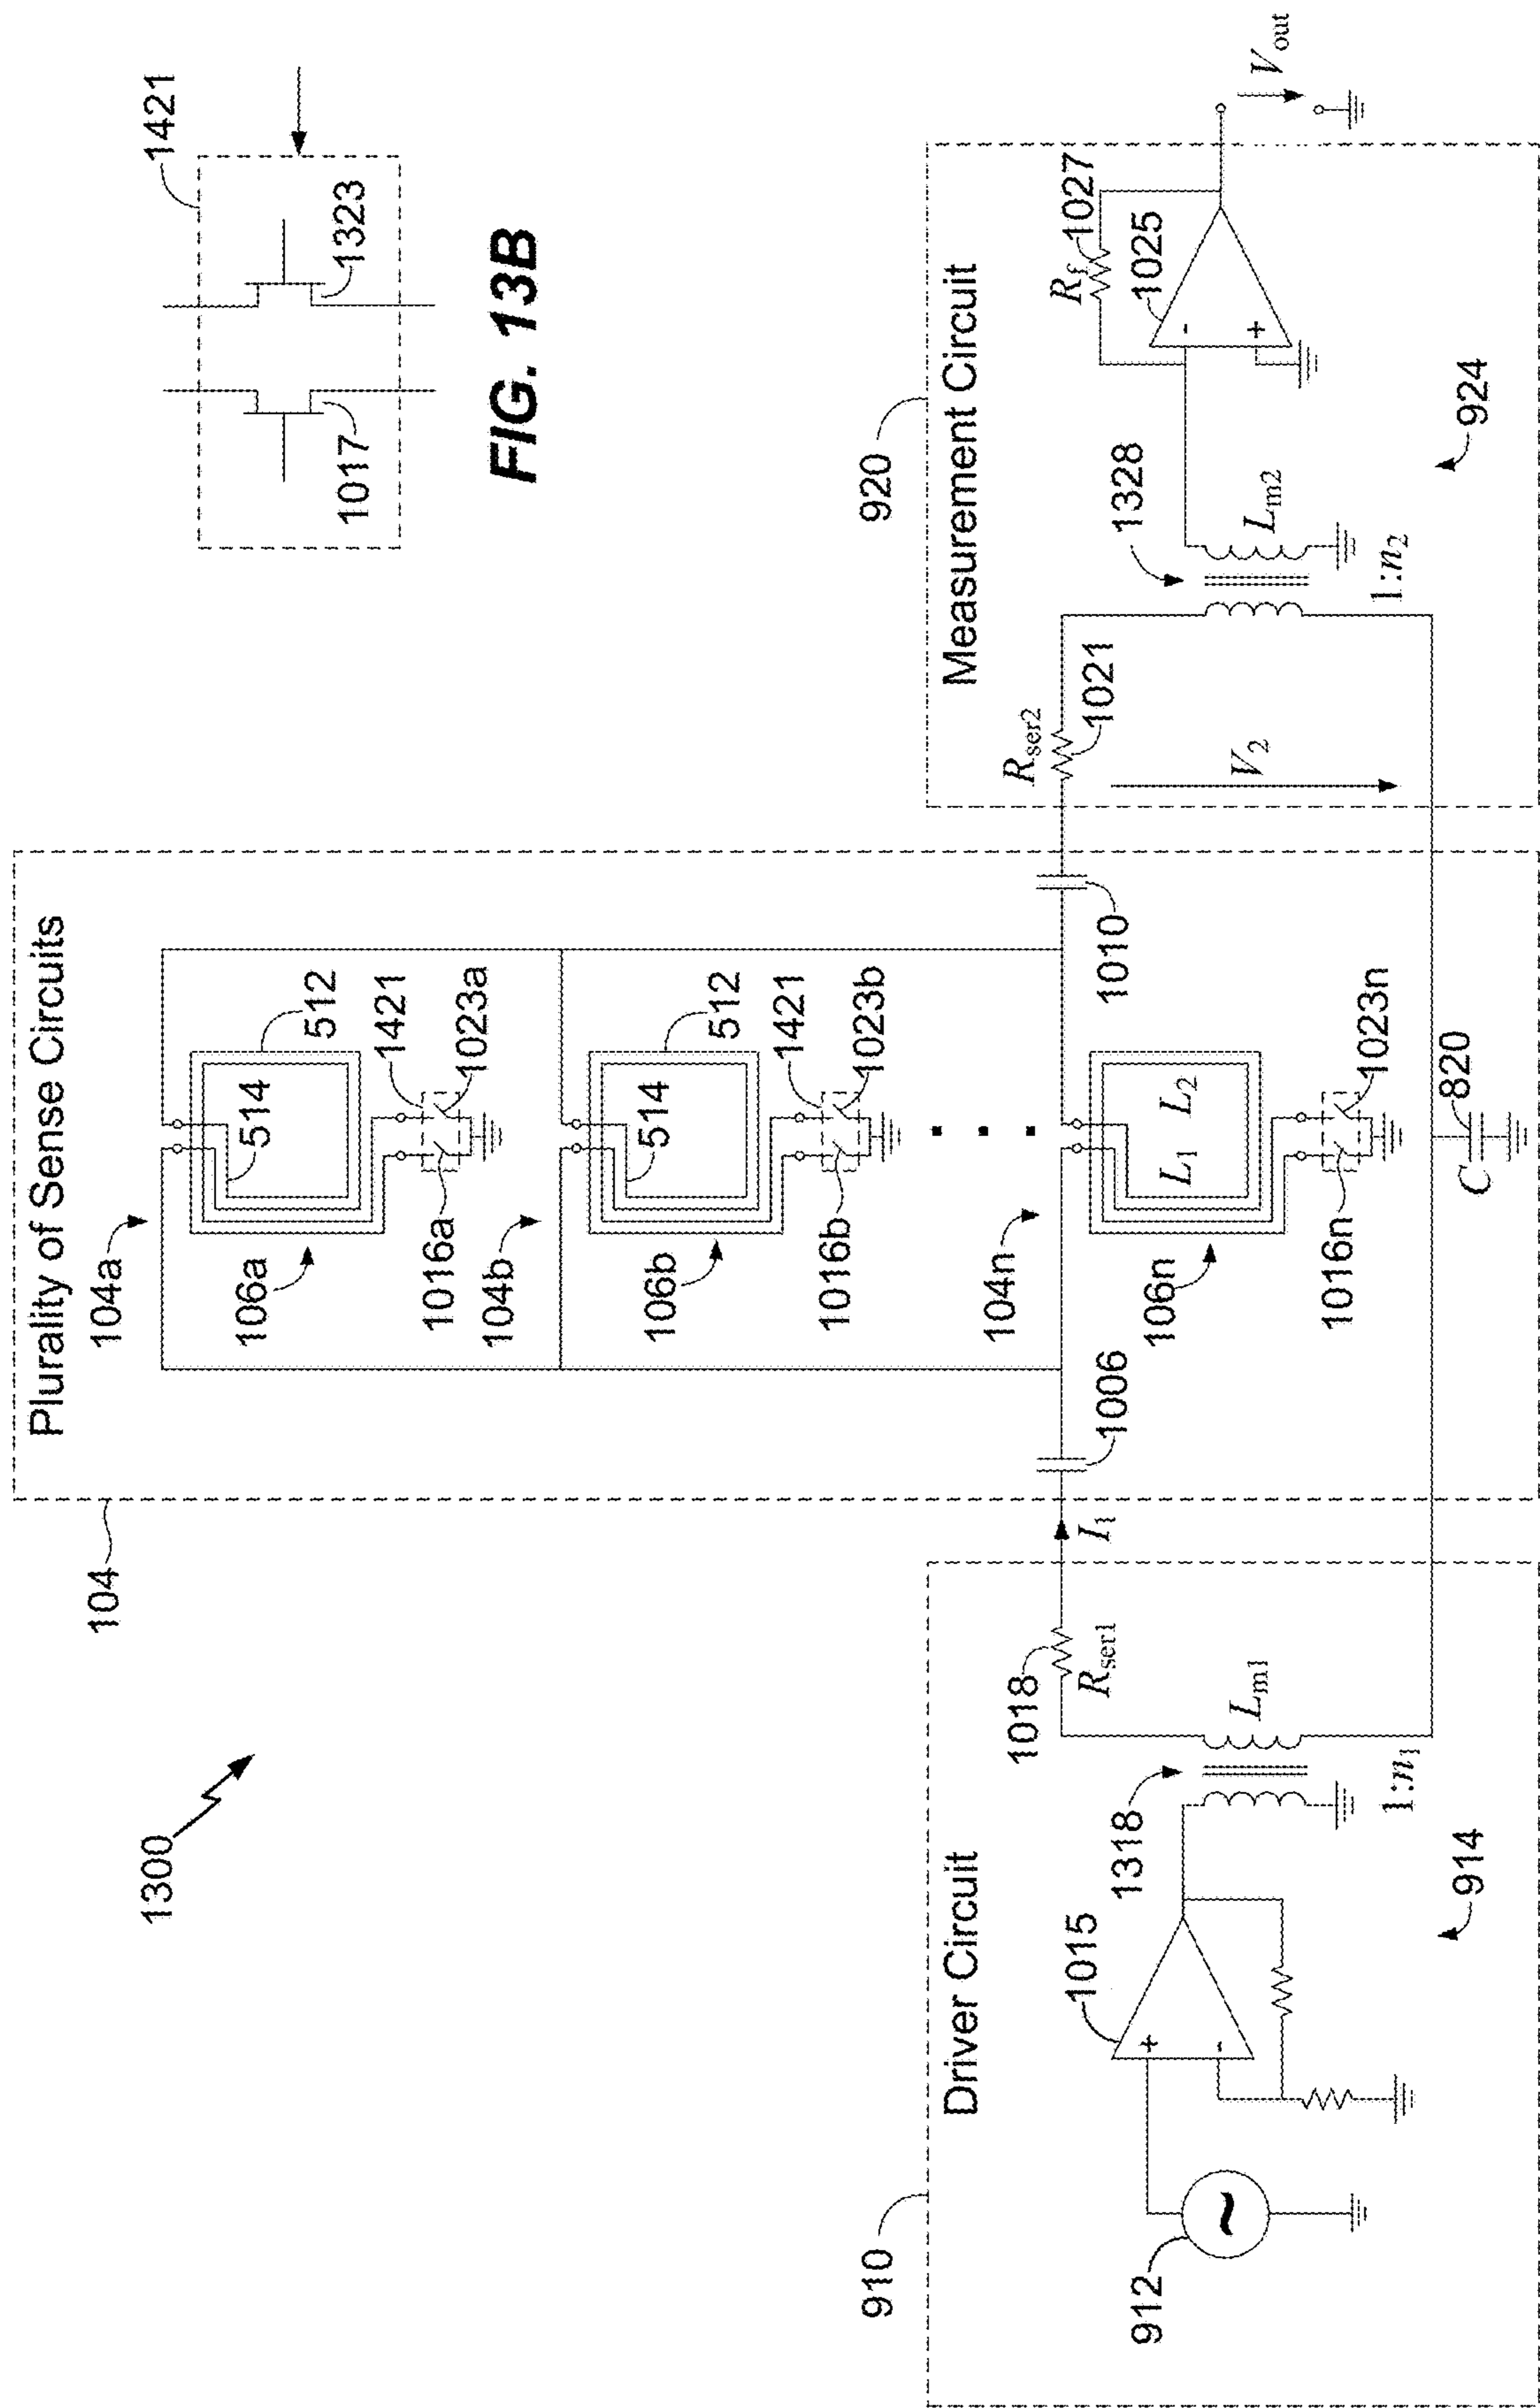 1421
1323
1017
FIG. 13B
1300
104
Plurality of Sense Circuits
104a
514
512
106a
1421
1016a
1023a
104b
514
512
106b
1421
1016b
1023b
104n
L1 L2
106n
1016n
1023n
1006
1010
C
820
910
Driver Circuit
912
+
-
1015
1318
Lm1
1:n1
914
1018
Rser1
I1
920
Measurement Circuit
Rser2
1021
V2
1328
Lm2
1:n2
Rf
1027
1025
-
+
924
Vout